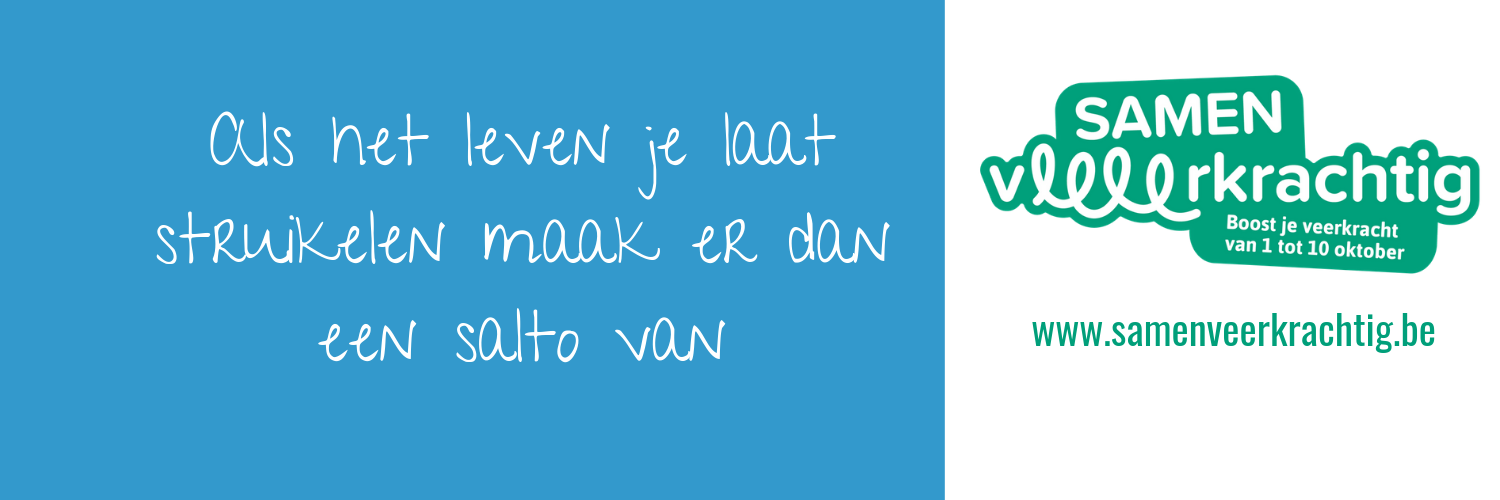 Als het leven je laat
struikelen maak er dan
een salto van
SAMEN
veeeerkrachtig
Boost je veerkracht
van 1 tot 10 oktober
www.samenveerkrachtig.be